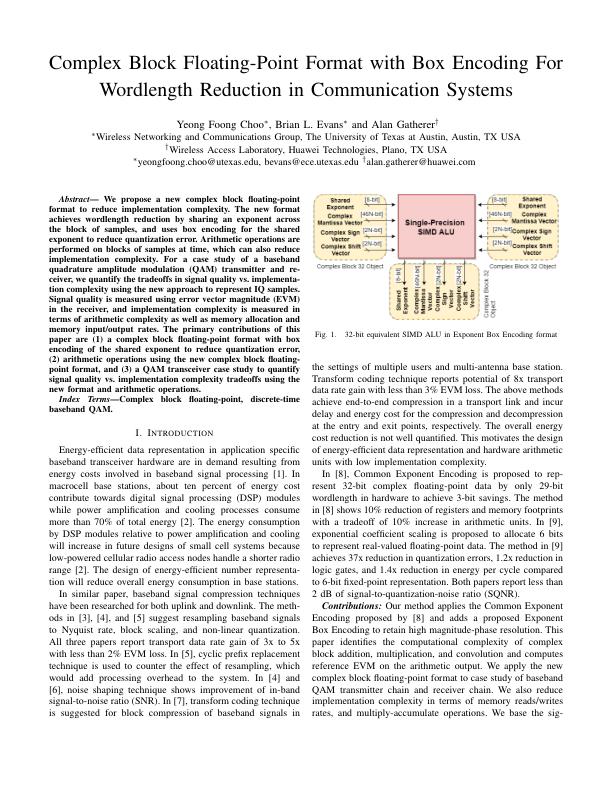 Complex Block Floating-Point Format with Box Encoding For
Wordlength Reduction in Communication Systems
Yeong Foong Choo∗, Brian L. Evans∗ and Alan Gatherer†
∗Wireless Networking and Communications Group, The University of Texas at Austin, Austin, TX USA
†Wireless Access Laboratory, Huawei Technologies, Plano, TX USA
∗yeongfoong.choo@utexas.edu, bevans@ece.utexas.edu †alan.gatherer@huawei.com
Abstract— We propose a new complex block floating-point
format to reduce implementation complexity. The new format
achieves wordlength reduction by sharing an exponent across
the block of samples, and uses box encoding for the shared
exponent to reduce quantization error. Arithmetic operations are
performed on blocks of samples at time, which can also reduce
implementation complexity. For a case study of a baseband
quadrature amplitude modulation (QAM) transmitter and re-
ceiver, we quantify the tradeoffs in signal quality vs. implementa-
tion complexity using the new approach to represent IQ samples.
Signal quality is measured using error vector magnitude (EVM)
in the receiver, and implementation complexity is measured in
terms of arithmetic complexity as well as memory allocation and
memory input/output rates. The primary contributions of this
paper are (1) a complex block floating-point format with box
encoding of the shared exponent to reduce quantization error,
(2) arithmetic operations using the new complex block floating-
point format, and (3) a QAM transceiver case study to quantify
signal quality vs. implementation complexity tradeoffs using the
new format and arithmetic operations.
Index Terms—Complex block floating-point, discrete-time
baseband QAM.
I. INTRODUCTION
Energy-efficient data representation in application specific
baseband transceiver hardware are in demand resulting from
energy costs involved in baseband signal processing [1]. In
macrocell base stations, about ten percent of energy cost
contribute towards digital signal processing (DSP) modules
while power amplification and cooling processes consume
more than 70% of total energy [2]. The energy consumption
by DSP modules relative to power amplification and cooling
will increase in future designs of small cell systems because
low-powered cellular radio access nodes handle a shorter radio
range [2]. The design of energy-efficient number representa-
tion will reduce overall energy consumption in base stations.
In similar paper, baseband signal compression techniques
have been researched for both uplink and downlink. The meth-
ods in [3], [4], and [5] suggest resampling baseband signals
to Nyquist rate, block scaling, and non-linear quantization.
All three papers report transport data rate gain of 3x to 5x
with less than 2% EVM loss. In [5], cyclic prefix replacement
technique is used to counter the effect of resampling, which
would add processing overhead to the system. In [4] and
[6], noise shaping technique shows improvement of in-band
signal-to-noise ratio (SNR). In [7], transform coding technique
is suggested for block compression of baseband signals in
Shared
Exponent
Complex
Mantissa Vector
Complex Sign
Vector
Complex Shift
Vector
[8-bit]
[46N-bit]
[2N-bit]
[2N-bit]
Complex Block 32 Object
Single-Precision
SIMD ALU
[8-bit]
[46N-bit]
[2N-bit]
[2N-bit]
Shared
Exponent
Complex
Mantissa Vector
Complex Sign
Vector
Complex Shift
Vector
Complex Block 32 Object
[8-bit]
[46N-bit]
[2N-bit]
[2N-bit]
Shared
Exponent
Complex
Mantissa
Vector
Complex
Sign
Vector
Complex
Shift
Vector
Complex Block 32
Object
Fig. 1. 32-bit equivalent SIMD ALU in Exponent Box Encoding format
the settings of multiple users and multi-antenna base station.
Transform coding technique reports potential of 8x transport
data rate gain with less than 3% EVM loss. The above methods
achieve end-to-end compression in a transport link and incur
delay and energy cost for the compression and decompression
at the entry and exit points, respectively. The overall energy
cost reduction is not well quantified. This motivates the design
of energy-efficient data representation and hardware arithmetic
units with low implementation complexity.
In [8], Common Exponent Encoding is proposed to rep-
resent 32-bit complex floating-point data by only 29-bit
wordlength in hardware to achieve 3-bit savings. The method
in [8] shows 10% reduction of registers and memory footprints
with a tradeoff of 10% increase in arithmetic units. In [9],
exponential coefficient scaling is proposed to allocate 6 bits
to represent real-valued floating-point data. The method in [9]
achieves 37x reduction in quantization errors, 1.2x reduction in
logic gates, and 1.4x reduction in energy per cycle compared
to 6-bit fixed-point representation. Both papers report less than
2 dB of signal-to-quantization-noise ratio (SQNR).
Contributions: Our method applies the Common Exponent
Encoding proposed by [8] and adds a proposed Exponent
Box Encoding to retain high magnitude-phase resolution. This
paper identifies the computational complexity of complex
block addition, multiplication, and convolution and computes
reference EVM on the arithmetic output. We apply the new
complex block floating-point format to case study of baseband
QAM transmitter chain and receiver chain. We also reduce
implementation complexity in terms of memory reads/writes
rates, and multiply-accumulate operations. We base the sig-